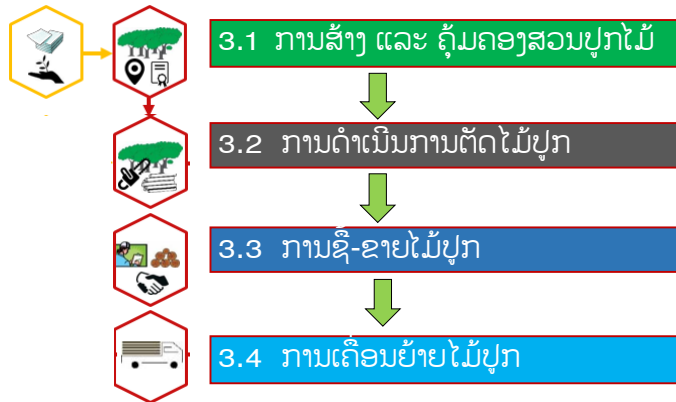 3.1 ການສ້າງ ແລະ ຄຸ້ມຄອງສວນປູກໄມ້
3.2 ການດຳເນີນການຕັດໄມ້ປູກ
3.3 ການຊື້-ຂາຍໄມ້ປູກ
3.4 ການເຄື່ອນຍ້າຍໄມ້ປູກ